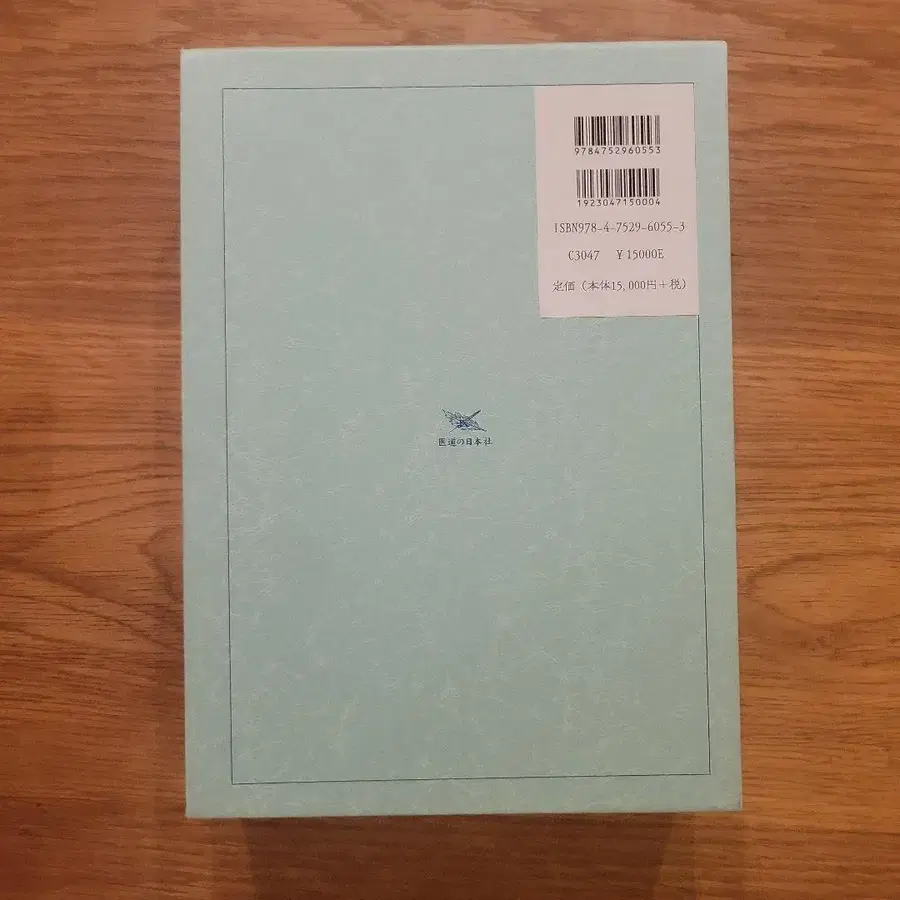 9784752960553
1923047150004
ISBN978-4-7529-6055-3
C3047 ¥15000E
定価（本体15,000円＋税）
医道の日本社